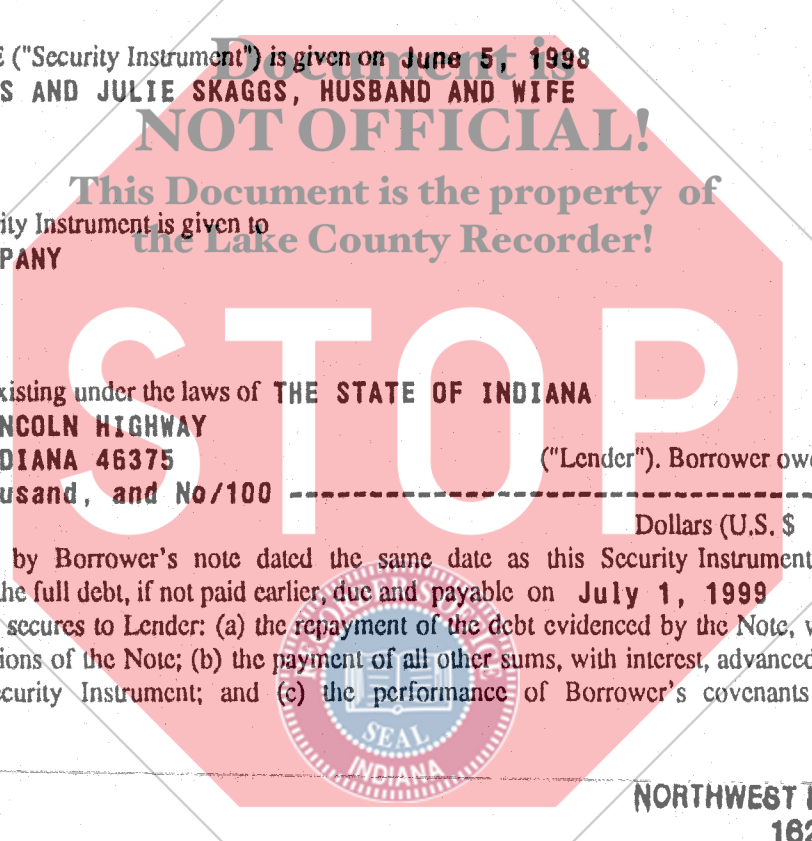 E ("Security Instrument") is given on June 5, 1998
Document is
S AND JULIE SKAGGS, HUSBAND AND WIFE
NOT OFFICIAL!
This Document is the property of
ity Instrument is given to
the Lake County Recorder!
PANY
STOP
xisting under the laws of THE STATE OF INDIANA
NCOLN HIGHWAY
DIANA 46375 ("Lender"). Borrower owe
usand, and No/100 --------------------------------
Dollars (U.S. $
by Borrower's note dated the same date as this Security Instrument
he full debt, if not paid earlier, due and payable on July 1, 1999
secures to Lender: (a) the repayment of the debt evidenced by the Note, v
ions of the Note; (b) the payment of all other sums, with interest, advanced
ecurity Instrument; and (c) the performance of Borrower's covenants
RECORDER'S OFFICE
SEAL
INDIANA
NORTHWEST
162